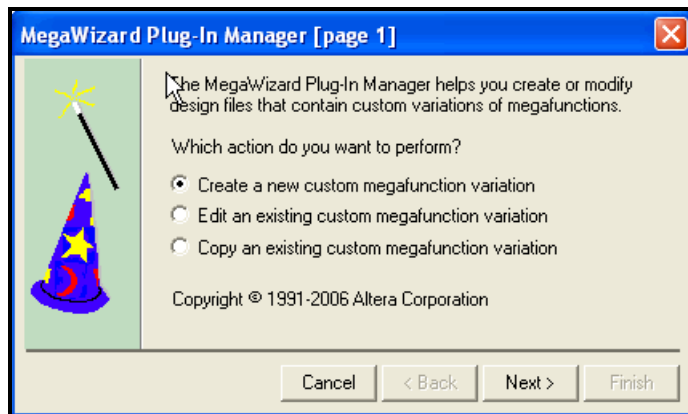 MegaWizard Plug-In Manager [page 1]
The MegaWizard Plug-In Manager helps you create or modify
design files that contain custom variations of megafunctions.
Which action do you want to perform?
Create a new custom megafunction variation
Edit an existing custom megafunction variation
Copy an existing custom megafunction variation
Copyright © 1991-2006 Altera Corporation
Cancel < Back Next > Finish